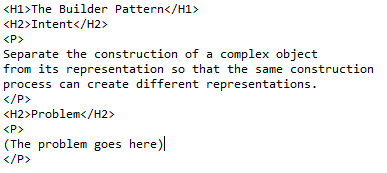 <H1>The Builder Pattern</H1>
<H2>Intent</H2>
<P>
Separate the construction of a complex object
from its representation so that the same construction
process can create different representations.
</P>
<H2>Problem</H2>
<P>
(The problem goes here)
</P>